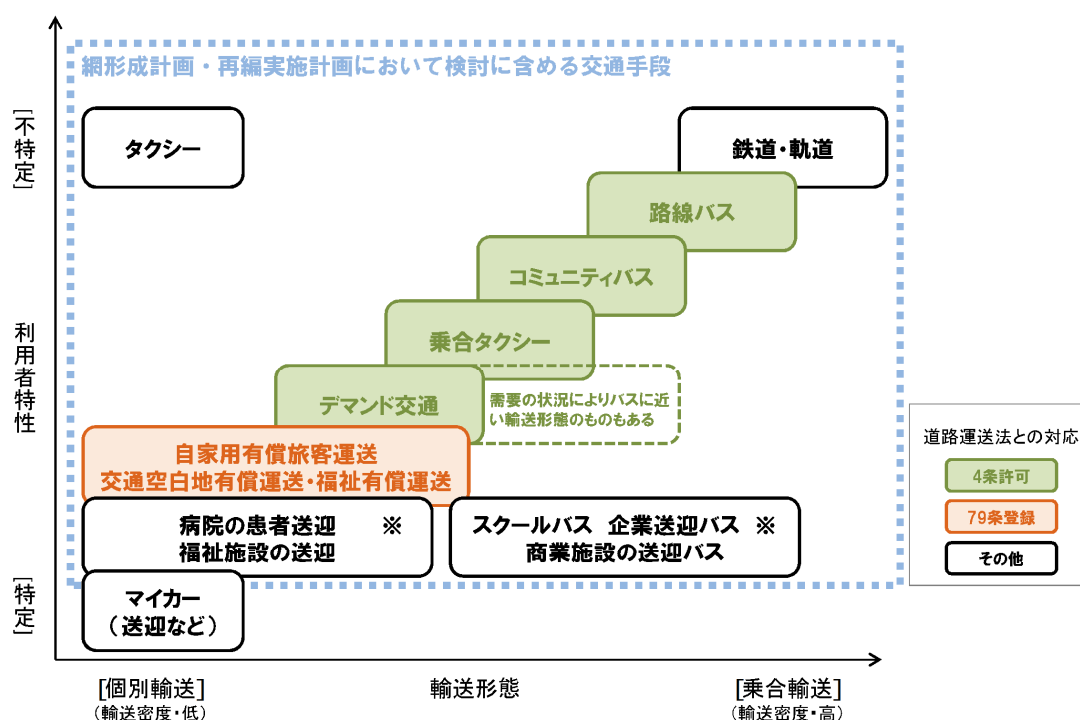 網形成計画・再編実施計画において検討に含める交通手段
[不特定]
タクシー
鉄道・軌道
路線バス
コミュニティバス
乗合タクシー
デマンド交通
需要の状況によりバスに近
い輸送形態のものもある
利用者特性
自家用有償旅客運送
交通空白地有償運送・福祉有償運送
病院の患者送迎 ※
福祉施設の送迎
スクールバス 企業送迎バス ※
商業施設の送迎バス
[特定]
マイカー
（送迎など）
[個別輸送]
（輸送密度・低）
輸送形態
[乗合輸送]
（輸送密度・高）
道路運送法との対応
4条許可
79条登録
その他